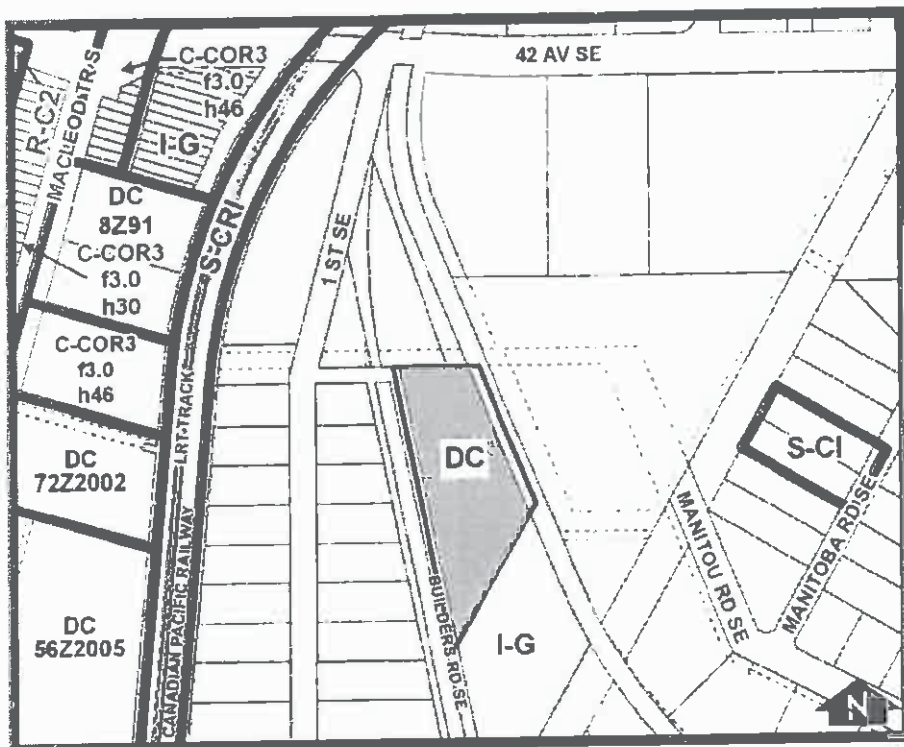 C-COR3
f3.0
h46
42 AV SE
R-C2
MACLEOD TR S
I-G
DC
8Z91
C-COR3
f3.0
h30
S-CRI
1 ST SE
C-COR3
f3.0
h46
LRT TRACK
CANADIAN PACIFIC RAILWAY
DC
72Z2002
DC
S-CI
MANITOU RD SE
MANITOBA RD SE
BUILDERS RD SE
I-G
DC
56Z2005
N